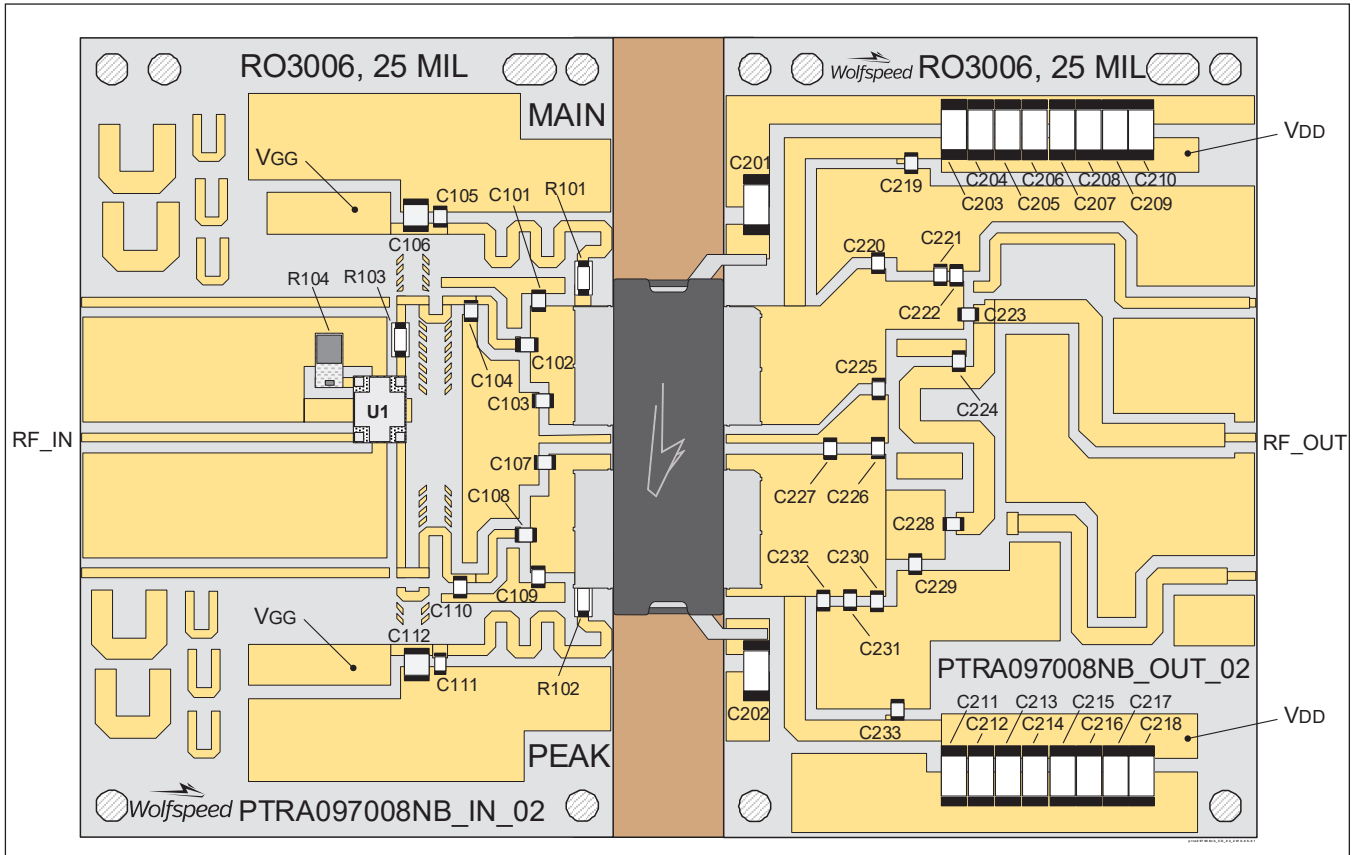 RO3006, 25 MIL
Wolfspeed RO3006, 25 MIL
MAIN
VDD
VGG
C105
C101
R101
C106
R104
R103
C102
C104
C103
U1
RF_IN
C107
C108
C109
C110
VGG
C112
C111
R102
PEAK
Wolfspeed PTRA097008NB_IN_02
C201
C219
C204
C206
C208
C210
C203
C205
C207
C209
C220
C221
C222
C223
C225
C224
RF_OUT
C227
C226
C228
C232
C230
C229
C231
PTRA097008NB_OUT_02
C202
C233
C211
C213
C215
C217
C212
C214
C216
C218
VDD